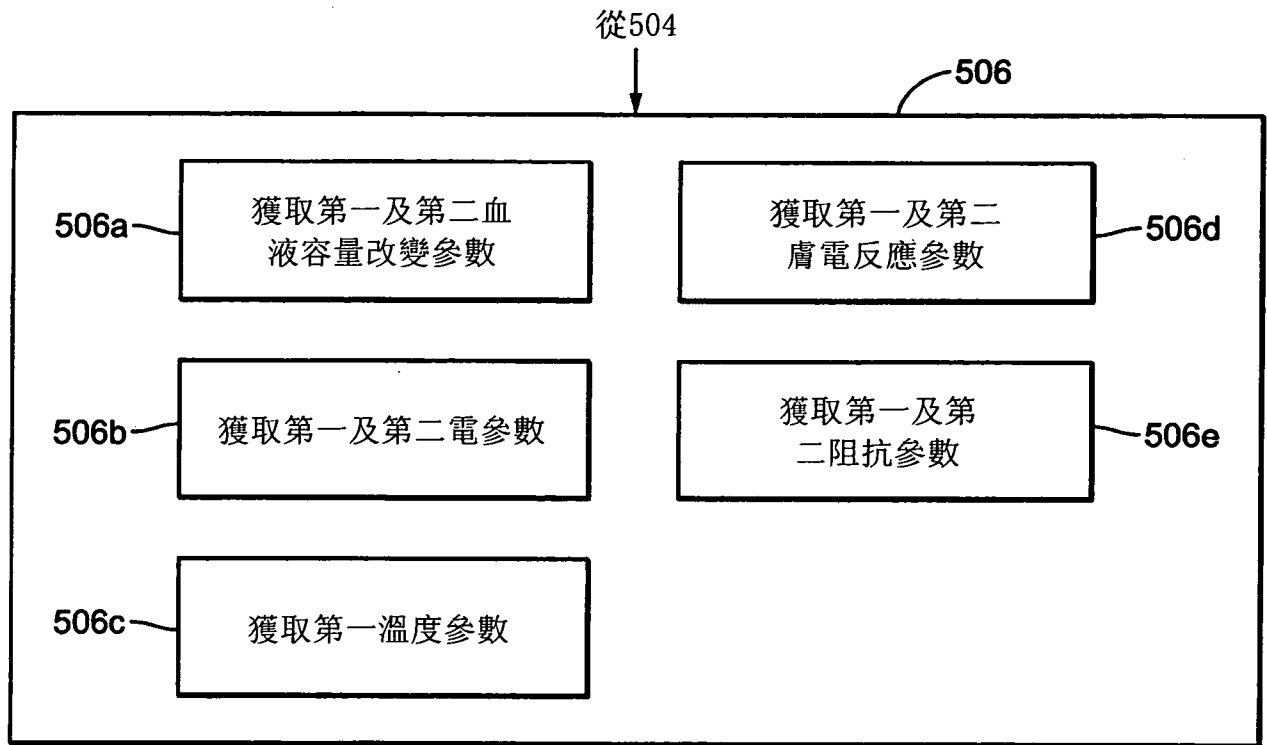 從504
506
506a
獲取第一及第二血
液容量改變參數
獲取第一及第二
膚電反應參數
506d
506b
獲取第一及第二電參數
獲取第一及第
二阻抗參數
506e
506c
獲取第一溫度參數